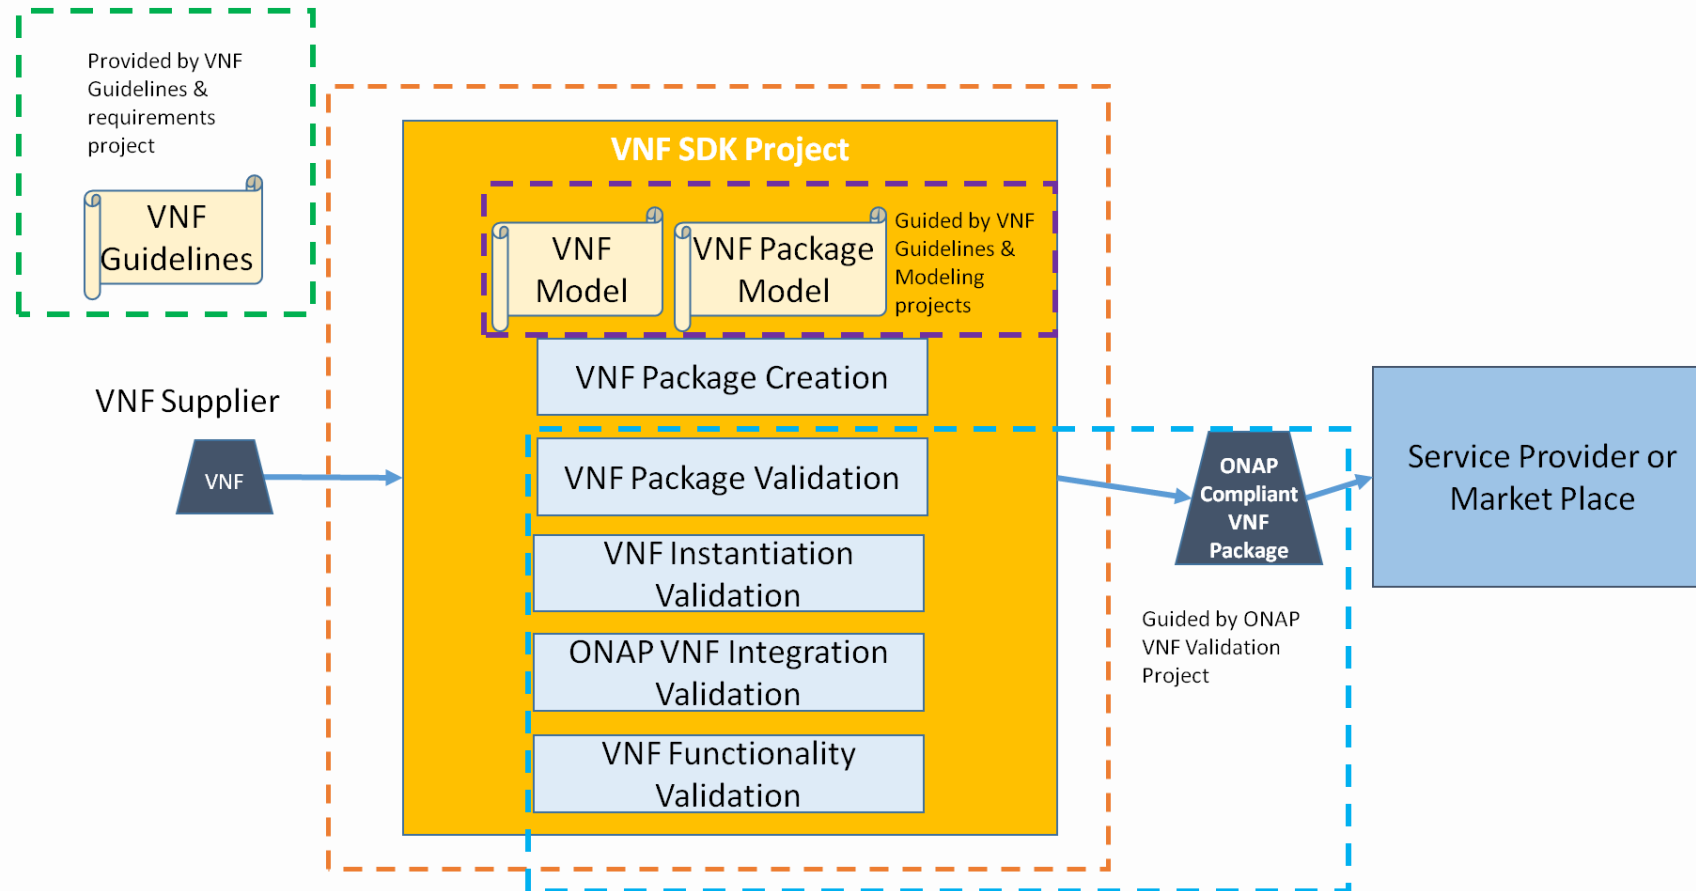 Provided by VNF
Guidelines &
requirements
project
VNF
Guidelines
VNF SDK Project
VNF
Model
VNF Package
Model
Guided by VNF
Guidelines &
Modeling
projects
VNF Package Creation
VNF Supplier
VNF
VNF Package Validation
VNF Instantiation
Validation
ONAP VNF Integration
Validation
VNF Functionality
Validation
ONAP
Compliant
VNF
Package
Guided by ONAP
VNF Validation
Project
Service Provider or
Market Place